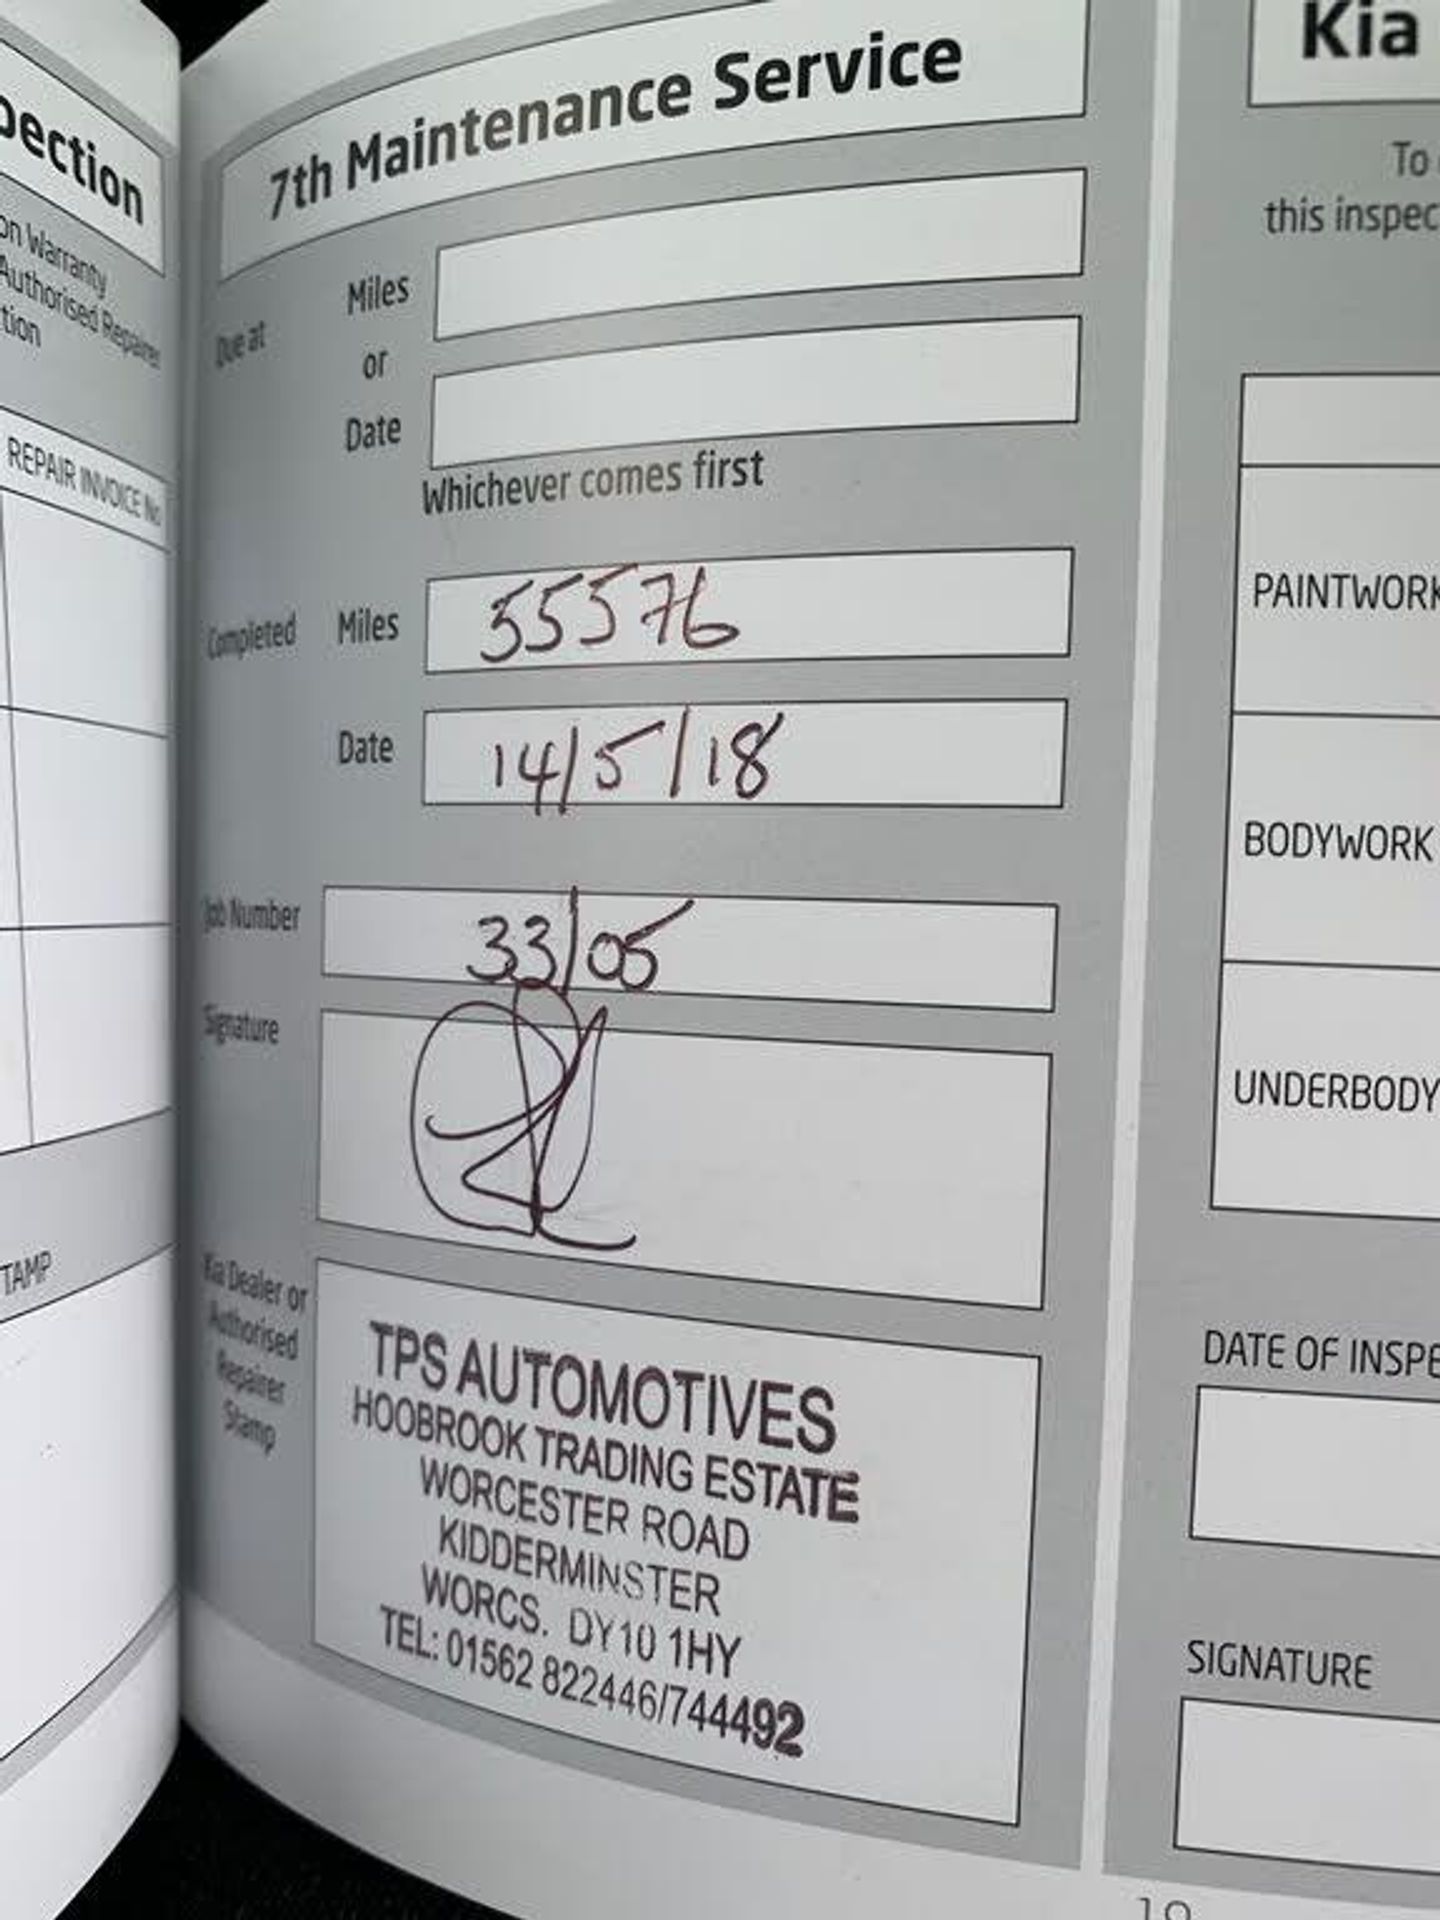 pection
on Warranty
Authorised Repairer
tion
REPAIR INVOICE No
TAMP
7th Maintenance Service
Due at
Miles
or
Date
Whichever comes first
Completed
Miles
55576
Date
14/5/18
Job Number
33/05
Signature
Kia Dealer or
Authorised
Repairer
Stamp
TPS AUTOMOTIVES
HOOBROOK TRADING ESTATE
WORCESTER ROAD
KIDDERMINSTER
WORCS. DY10 1HY
TEL: 01562 822446/744492
Kia
To
this inspec
PAINTWORK
BODYWORK
UNDERBODY
DATE OF INSPE
SIGNATURE
19